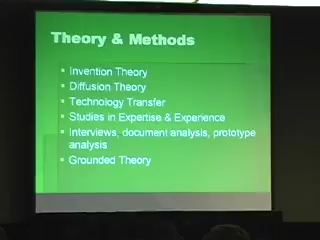 Theory & Methods
Invention Theory
Diffusion Theory
Technology Transfer
Studies in Expertise & Experience
Interviews, document analysis, prototype
analysis
Grounded Theory